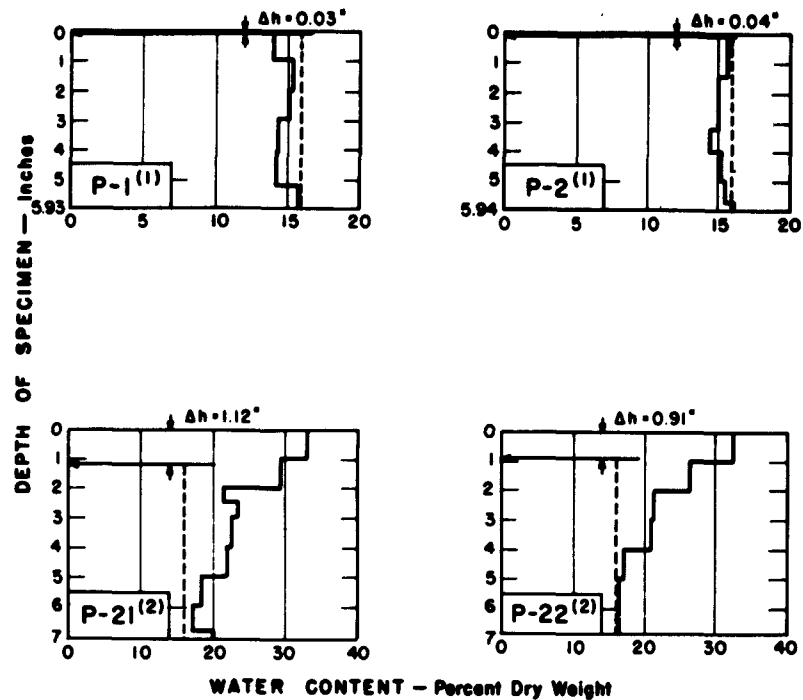 Δh = 0.03"
0
1
2
3
4
5
5.93
P-1(1)
0 5 10 15 20
Δh = 0.04"
0
1
2
3
4
5
5.94
P-2(1)
0 5 10 15 20
DEPTH OF SPECIMEN — Inches
Δh = 1.12"
0
1
2
3
4
5
6
7
P-21(2)
0 10 20 30 40
Δh = 0.91"
0
1
2
3
4
5
6
7
P-22(2)
0 10 20 30 40
WATER CONTENT — Percent Dry Weight